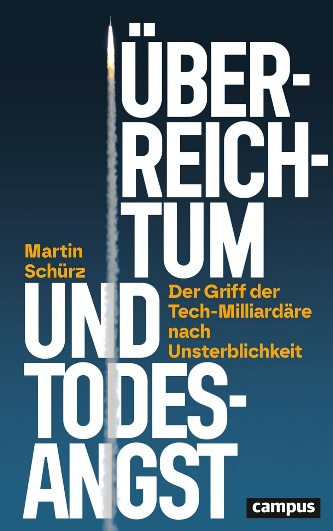 ÜBER-
REICH-
TUM
Martin
Schürz
Der Griff der
Tech-Milliardäre
nach
Unsterblichkeit
UND
TODES-
ANGST
campus